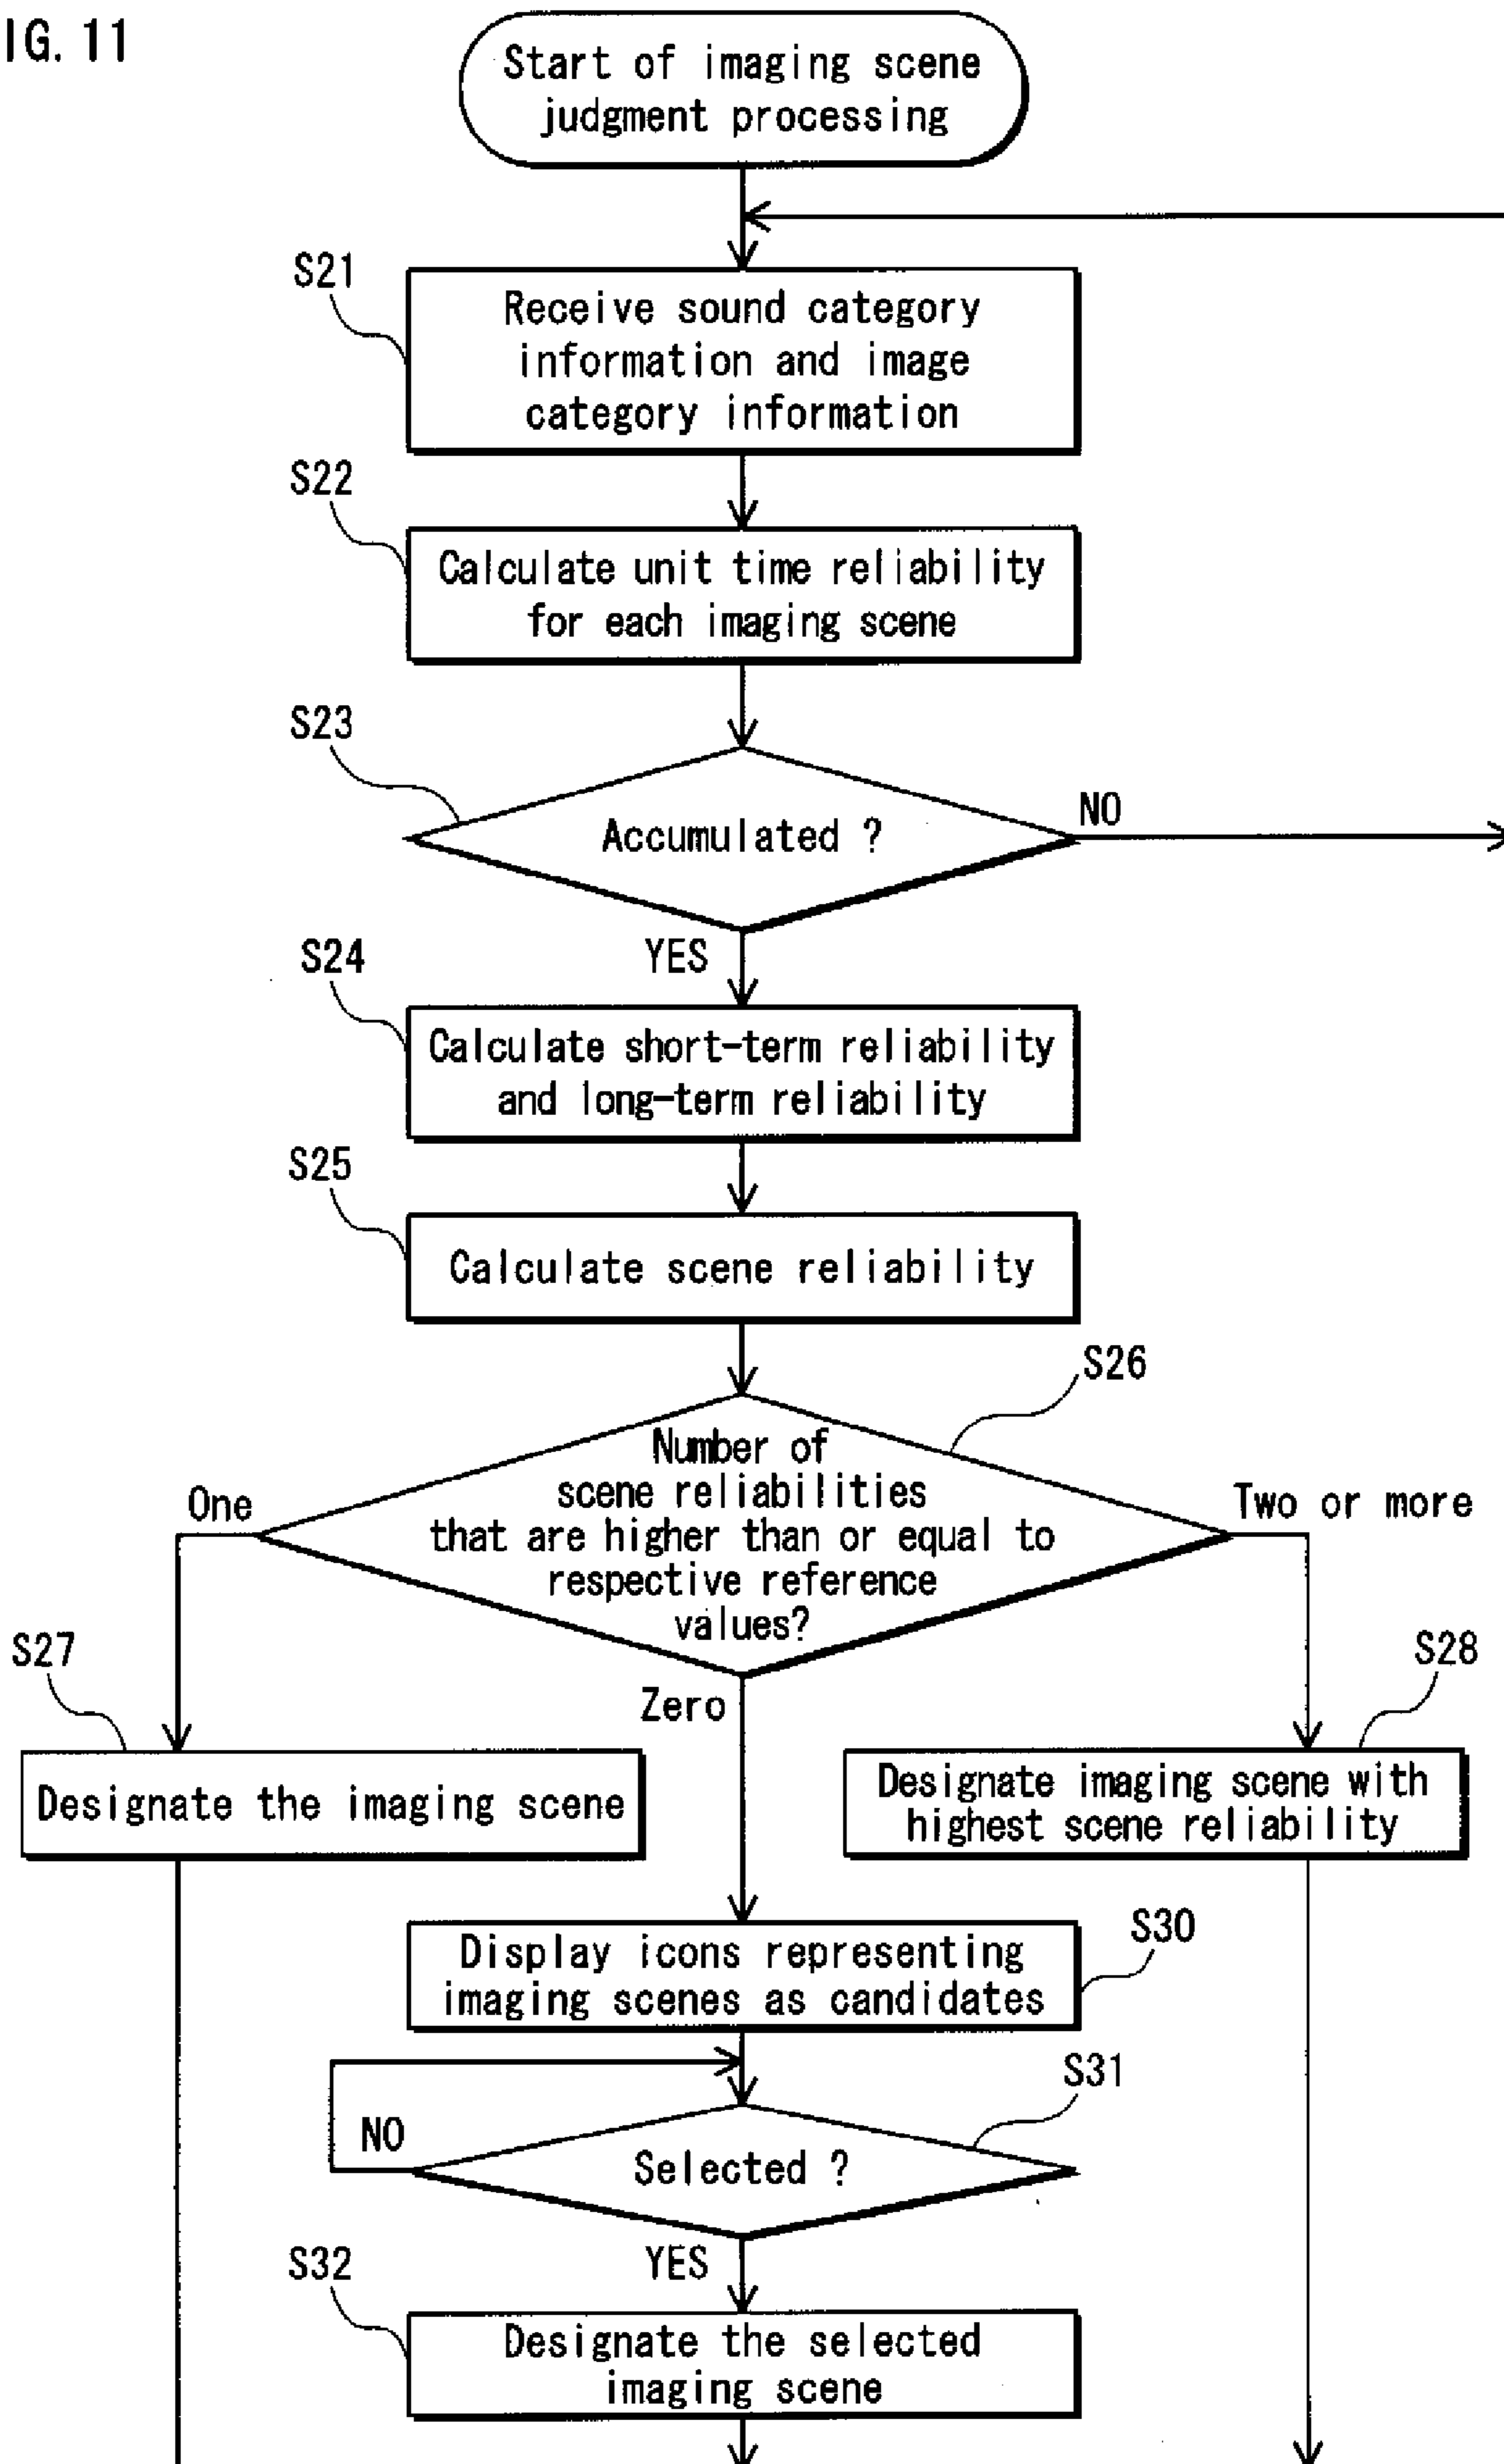 IG. 11
Start of imaging scene
judgment processing
S21
Receive sound category
information and image
category information
S22
Calculate unit time reliability
for each imaging scene
S23
Accumulated ?
NO
YES
S24
Calculate short-term reliability
and long-term reliability
S25
Calculate scene reliability
S26
Number of
scene reliabilities
that are higher than or equal to
respective reference
values?
One
Two or more
Zero
S27
Designate the imaging scene
S28
Designate imaging scene with
highest scene reliability
S30
Display icons representing
imaging scenes as candidates
S31
Selected ?
NO
YES
S32
Designate the selected
imaging scene